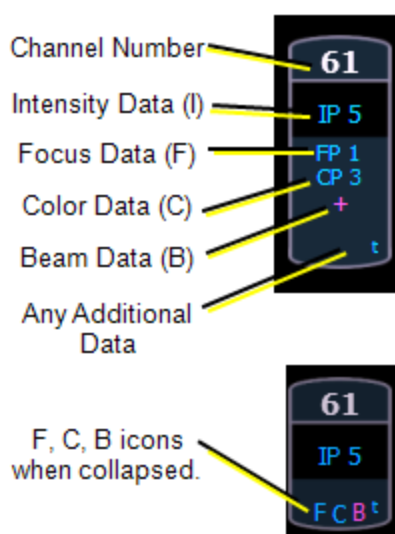 Channel Number
61
Intensity Data (I)
IP 5
Focus Data (F)
FP 1
Color Data (C)
CP 3
+
Beam Data (B)
t
Any Additional
Data
61
F, C, B icons
when collapsed.
IP 5
F C B t